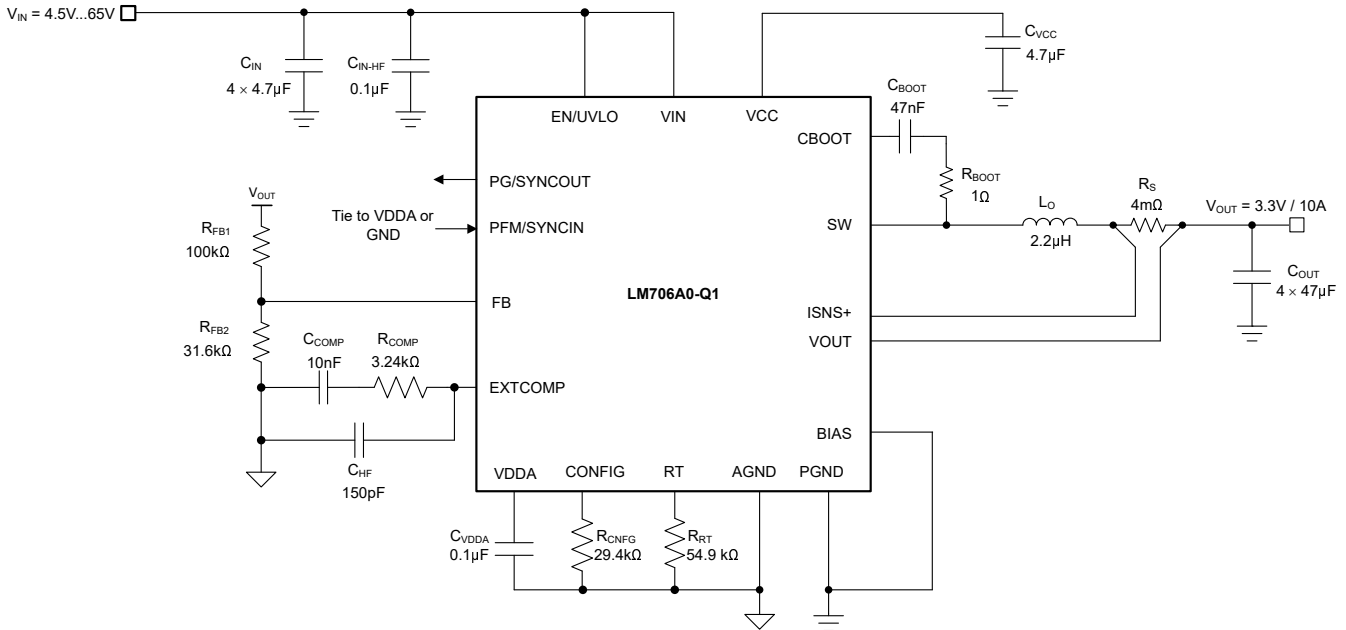 V_IN = 4.5V...65V
C_IN
4 × 4.7µF
C_IN-HF
0.1µF
C_VCC
4.7µF
C_BOOT
47nF
EN/UVLO
VIN
VCC
CBOOT
R_BOOT
1Ω
PG/SYNCOUT
V_OUT
Tie to VDDA or
GND
PFM/SYNCIN
R_FB1
100kΩ
SW
L_O
2.2µH
R_S
4mΩ
V_OUT = 3.3V / 10A
C_OUT
4 × 47µF
LM706A0-Q1
FB
ISNS+
VOUT
R_FB2
31.6kΩ
C_COMP
10nF
R_COMP
3.24kΩ
EXTCOMP
BIAS
C_HF
150pF
VDDA
CONFIG
RT
AGND
PGND
C_VDDA
0.1µF
R_CNFG
29.4kΩ
R_RT
54.9 kΩ